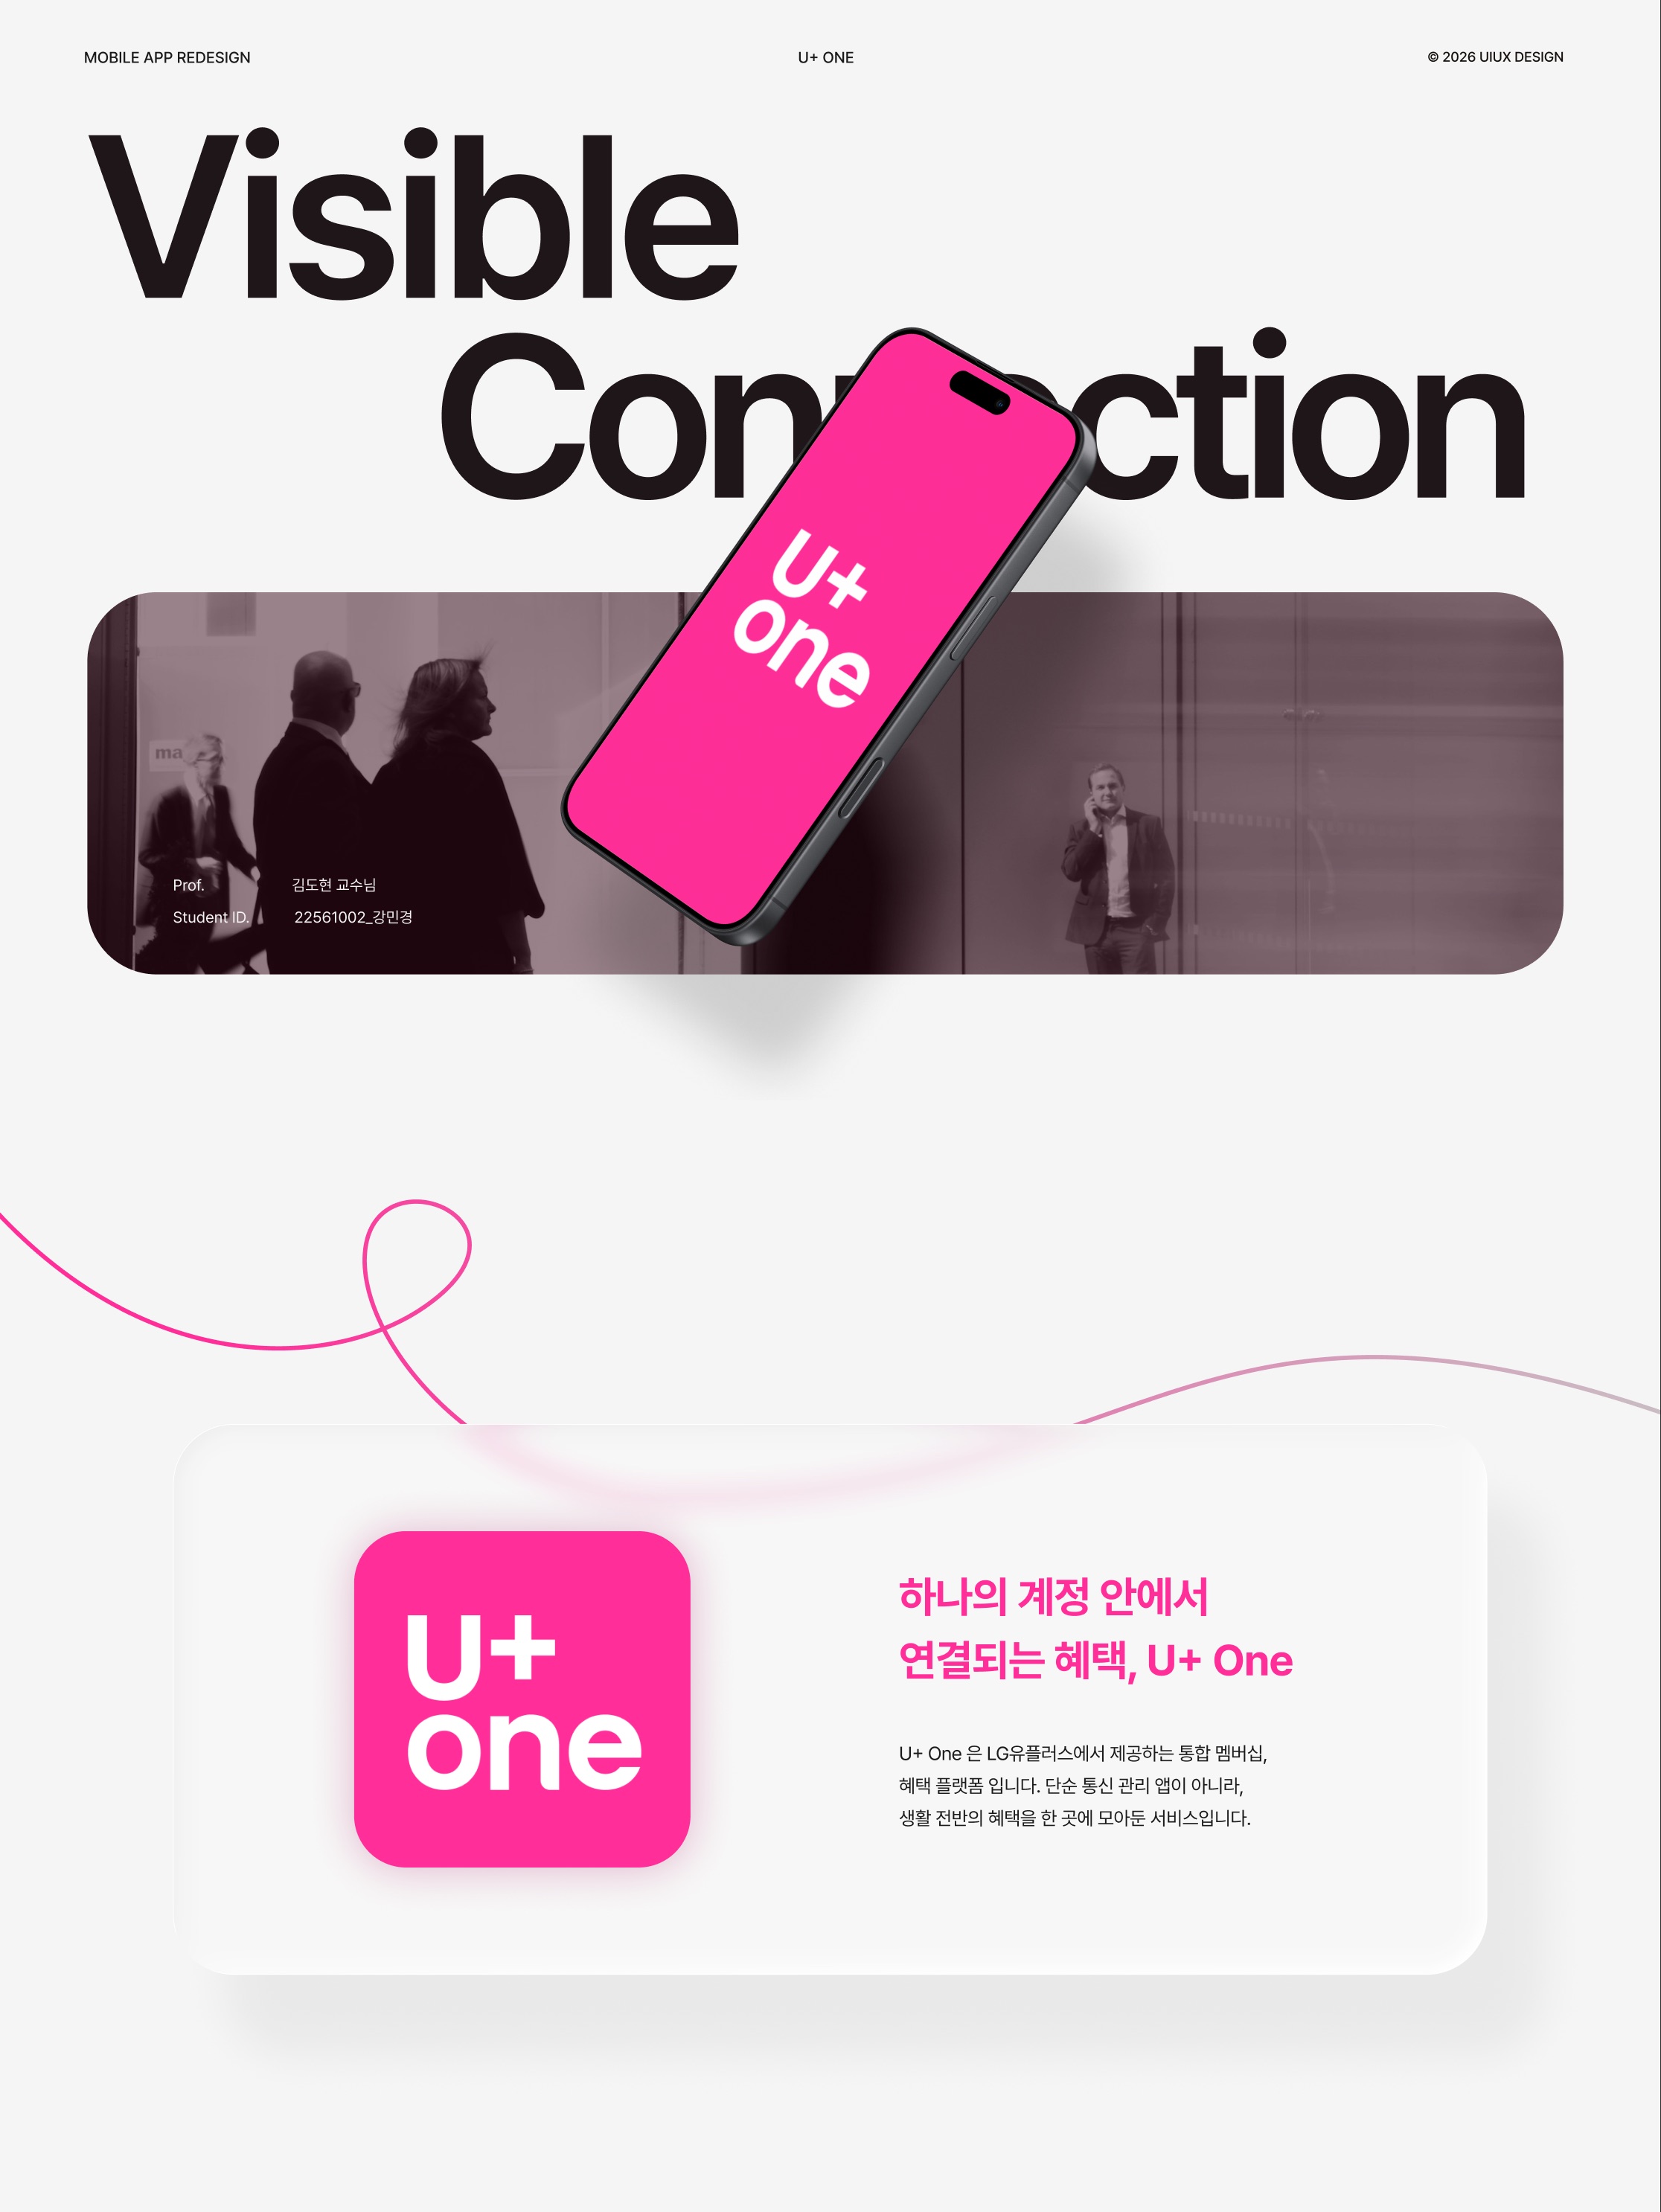 MOBILE APP REDESIGN
U+ ONE
© 2026 UIUX DESIGN
Visible
Connection
U+
one
ma
Prof. 김도현 교수님
Student ID. 22561002_강민경
U+
one
하나의 계정 안에서
연결되는 혜택, U+ One
U+ One 은 LG유플러스에서 제공하는 통합 멤버십,
혜택 플랫폼 입니다. 단순 통신 관리 앱이 아니라,
생활 전반의 혜택을 한 곳에 모아둔 서비스입니다.